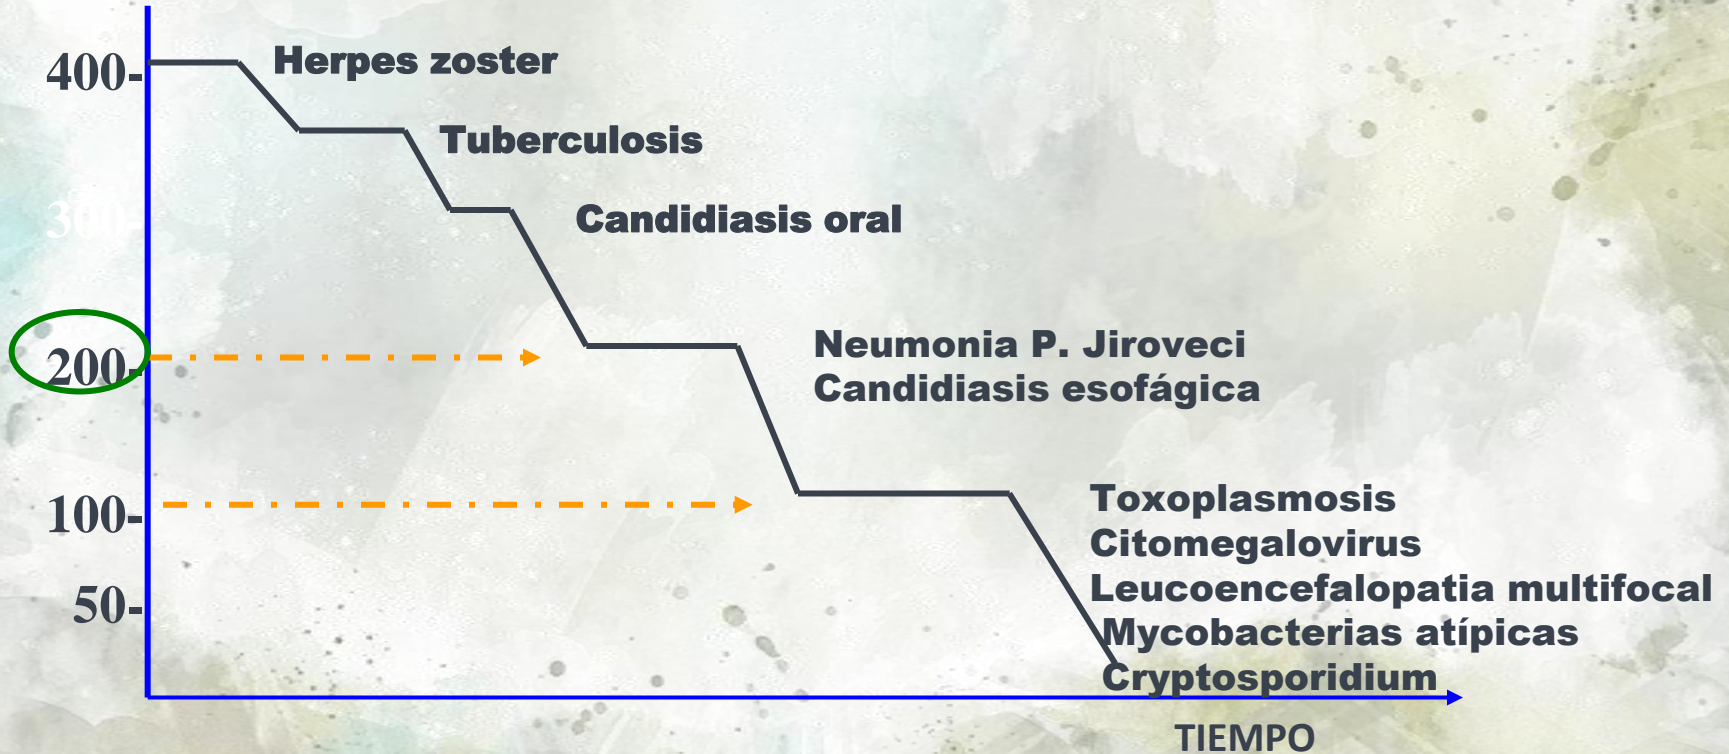 400-
Herpes zoster
Tuberculosis
300-
Candidiasis oral
200-
Neumonia P. Jiroveci
Candidiasis esofágica
100-
Toxoplasmosis
Citomegalovirus
50-
Leucoencefalopatia multifocal
Mycobacterias atípicas
Cryptosporidium
TIEMPO